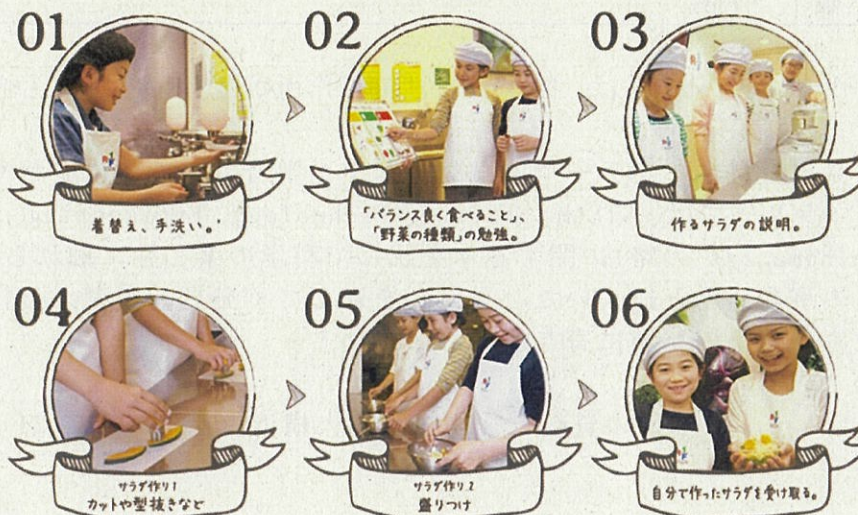 01
着替え、手洗い。
02
「バランス良く食べること」、
「野菜の種類」の勉強。
03
作るサラダの説明。
04
サラダ作り1
カットや型抜きなど
05
サラダ作り2
盛りつけ
06
自分で作ったサラダを受け取る。